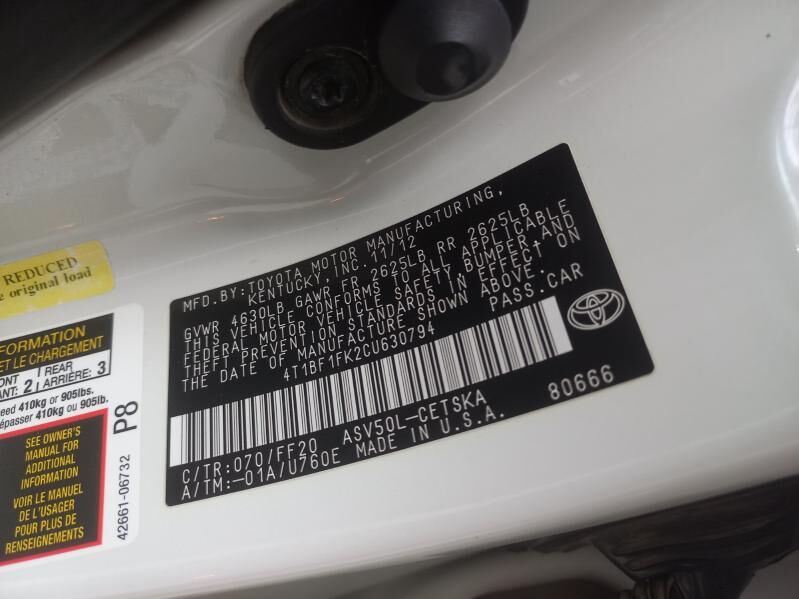 MFD.BY:TOYOTA MOTOR MANUFACTURING,
KENTUCKY, INC. 11/12
GVWR 4630LB GAWR, FR 2625LB RR 2625LB
THIS VEHICLE CONFORMS TO ALL APPLICABLE
FEDERAL MOTOR VEHICLE SAFETY, BUMPER, AND
THEFT PREVENTION STANDARDS IN EFFECT ON
THE DATE OF MANUFACTURE SHOWN ABOVE.
4T1BF1FK2CU630794 PASS.CAR
C/TR:070/FF20 ASV50L-CETSKA 80666
A/TM:-01A/U760E MADE IN U.S.A.
REDUCED
original load
INFORMATION
ET LE CHARGEMENT
2 REAR
ARRIÈRE: 3
410kg or 905lbs.
410kg ou 905lb.
SEE OWNER'S
MANUAL FOR
ADDITIONAL
INFORMATION
VOIR LE MANUEL
DE L'USAGER
POUR PLUS DE
RENSEIGNEMENTS
42661-06732 P8